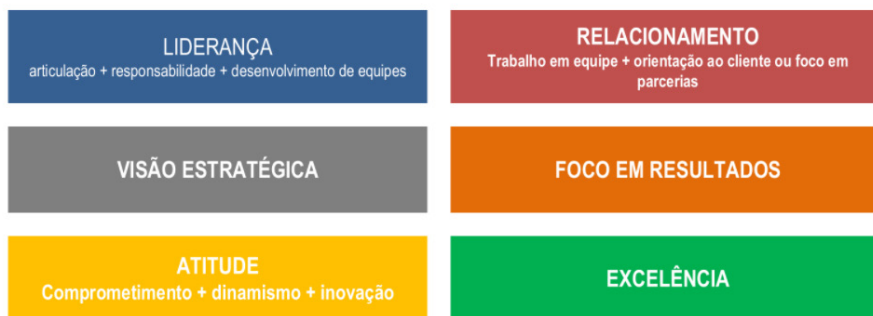 LIDERANÇA
articulação + responsabilidade + desenvolvimento de equipes
RELACIONAMENTO
Trabalho em equipe + orientação ao cliente ou foco em
parcerias
VISÃO ESTRATÉGICA
FOCO EM RESULTADOS
ATITUDE
Comprometimento + dinamismo + inovação
EXCELÊNCIA